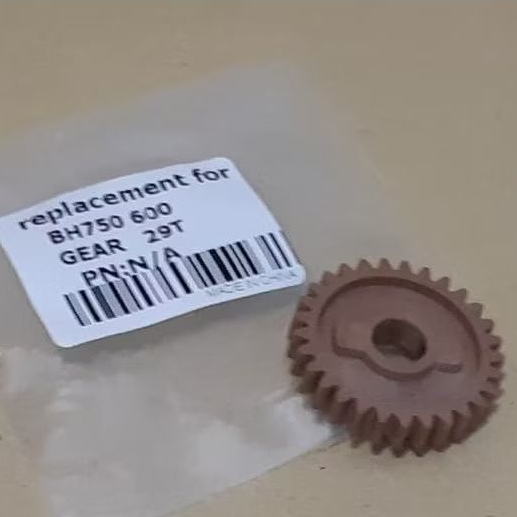 replacement for
BH750 600
GEAR 29T
PN:N/A
MADE IN CHINA